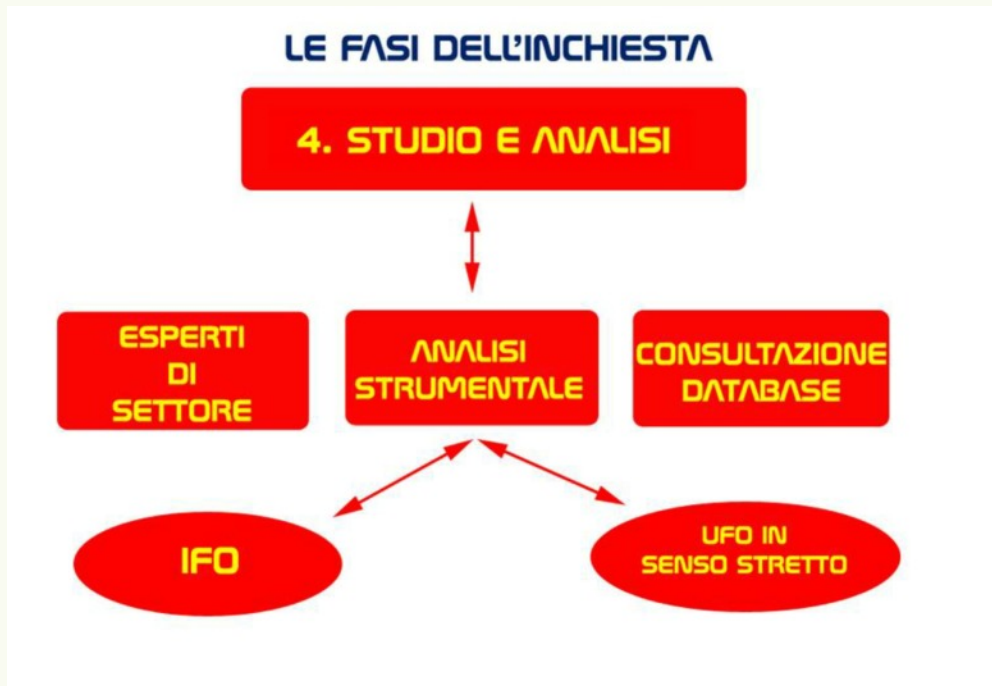 LE FASI DELL'INCHIESTA
4. STUDIO E ANALISI
ESPERTI
DI
SETTORE
ANALISI
STRUMENTALE
CONSULTAZIONE
DATABASE
IFO
UFO IN
SENSO STRETTO